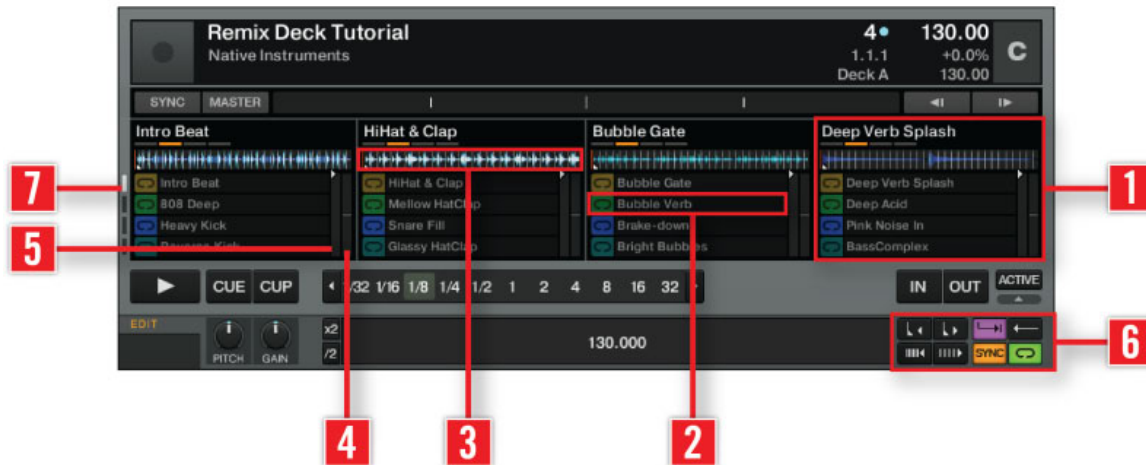 Remix Deck Tutorial
Native Instruments
4
130.00
1.1.1
+0.0%
Deck A
130.00
C
SYNC MASTER
Intro Beat
HiHat & Clap
Bubble Gate
Deep Verb Splash
Intro Beat
HiHat & Clap
Bubble Gate
Deep Verb Splash
808 Deep
Mellow HatClap
Bubble Verb
Deep Acid
Heavy Kick
Snare Fill
Brake-down
Pink Noise In
Reverse Kick
Glassy HatClap
Bright Bubbles
BassComplex
7
5
1
CUE CUP
1/32 1/16 1/8 1/4 1/2 1 2 4 8 16 32
IN OUT ACTIVE
EDIT
PITCH GAIN
x2
/2
130.000
SYNC
6
4
3
2